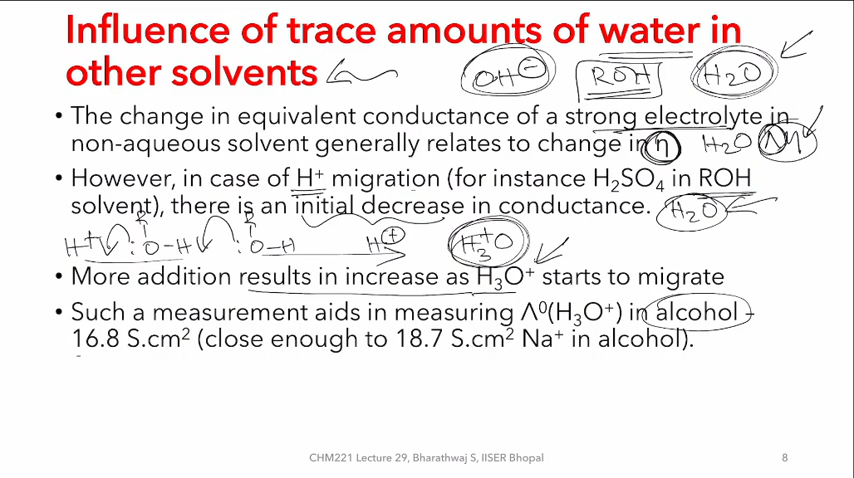 Influence of trace amounts of water in
other solvents
OH⊖ ROH H2O
• The change in equivalent conductance of a strong electrolyte in
non-aqueous solvent generally relates to change in η H2O Λη
• However, in case of H⁺ migration (for instance H₂SO₄ in ROH
solvent), there is an initial decrease in conductance. H2O
R R
H+ :O-H :O-H H⊕ H3+O
• More addition results in increase as H₃O⁺ starts to migrate
• Such a measurement aids in measuring Λ⁰(H₃O⁺) in alcohol -
16.8 S.cm² (close enough to 18.7 S.cm² Na⁺ in alcohol).
CHM221 Lecture 29, Bharathwaj S, IISER Bhopal 8